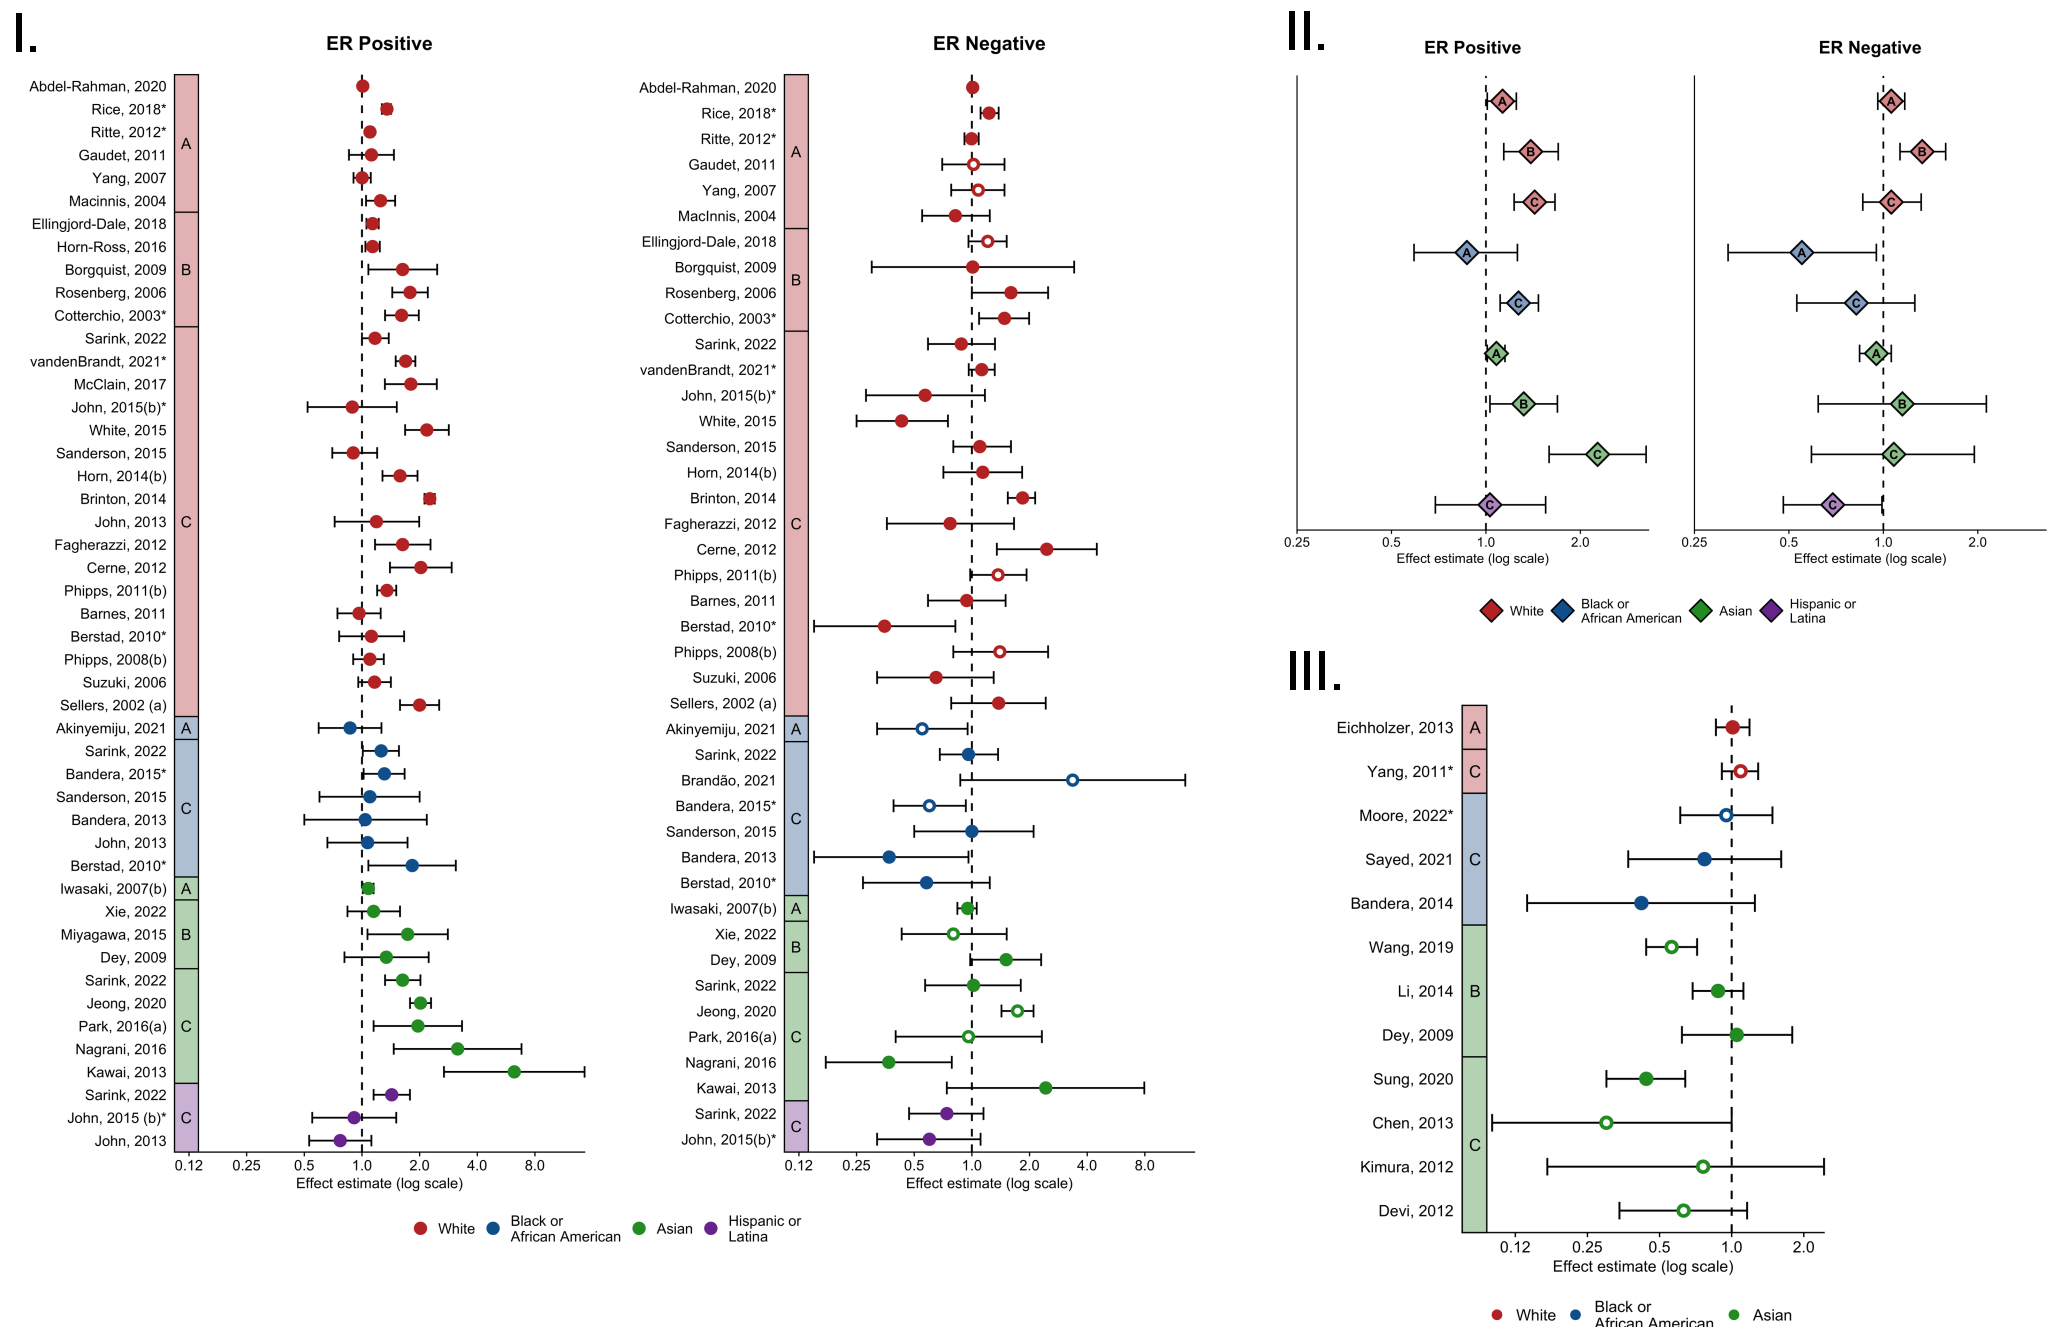 I.
ER Positive
Abdel-Rahman, 2020
Rice, 2018*
Ritte, 2012*
Gaudet, 2011
Yang, 2007
Macinnis, 2004
Ellingjord-Dale, 2018
Horn-Ross, 2016
Borgquist, 2009
Rosenberg, 2006
Cotterchio, 2003*
Sarink, 2022
vandenBrandt, 2021*
McClain, 2017
John, 2015(b)*
White, 2015
Sanderson, 2015
Horn, 2014(b)
Brinton, 2014
John, 2013
Fagherazzi, 2012
Cerne, 2012
Phipps, 2011(b)
Barnes, 2011
Berstad, 2010*
Phipps, 2008(b)
Suzuki, 2006
Sellers, 2002 (a)
Akinyemiju, 2021
Sarink, 2022
Bandera, 2015*
Sanderson, 2015
Bandera, 2013
John, 2013
Berstad, 2010*
Iwasaki, 2007(b)
Xie, 2022
Miyagawa, 2015
Dey, 2009
Sarink, 2022
Jeong, 2020
Park, 2016(a)
Nagrani, 2016
Kawai, 2013
Sarink, 2022
John, 2015 (b)*
John, 2013
A
B
C
A
C
A
B
C
C
0.12 0.25 0.5 1.0 2.0 4.0 8.0
Effect estimate (log scale)
ER Negative
Abdel-Rahman, 2020
Rice, 2018*
Ritte, 2012*
Gaudet, 2011
Yang, 2007
MacInnis, 2004
Ellingjord-Dale, 2018
Borgquist, 2009
Rosenberg, 2006
Cotterchio, 2003*
Sarink, 2022
vandenBrandt, 2021*
John, 2015(b)*
White, 2015
Sanderson, 2015
Horn, 2014(b)
Brinton, 2014
Fagherazzi, 2012
Cerne, 2012
Phipps, 2011(b)
Barnes, 2011
Berstad, 2010*
Phipps, 2008(b)
Suzuki, 2006
Sellers, 2002 (a)
Akinyemiju, 2021
Sarink, 2022
Brandão, 2021
Bandera, 2015*
Sanderson, 2015
Bandera, 2013
Berstad, 2010*
Iwasaki, 2007(b)
Xie, 2022
Dey, 2009
Sarink, 2022
Jeong, 2020
Park, 2016(a)
Nagrani, 2016
Kawai, 2013
Sarink, 2022
John, 2015(b)*
A
B
C
A
C
A
B
C
C
0.12 0.25 0.5 1.0 2.0 4.0 8.0
Effect estimate (log scale)
White
Black or
African American
Asian
Hispanic or
Latina
II.
ER Positive
A
B
C
A
C
A
B
C
C
0.25 0.5 1.0 2.0
Effect estimate (log scale)
ER Negative
A
B
C
A
C
A
B
C
C
0.25 0.5 1.0 2.0
Effect estimate (log scale)
White
Black or
African American
Asian
Hispanic or
Latina
III.
Eichholzer, 2013
Yang, 2011*
Moore, 2022*
Sayed, 2021
Bandera, 2014
Wang, 2019
Li, 2014
Dey, 2009
Sung, 2020
Chen, 2013
Kimura, 2012
Devi, 2012
A
C
C
B
C
0.12 0.25 0.5 1.0 2.0
Effect estimate (log scale)
White
Black or
African American
Asian